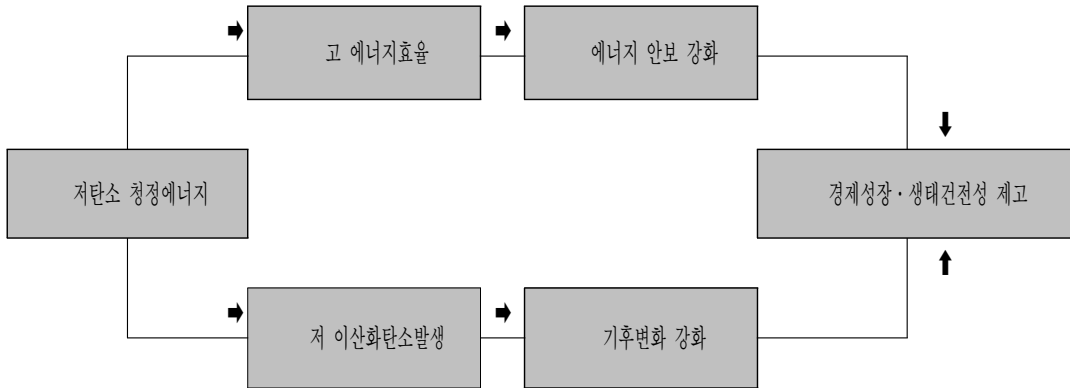 고 에너지효율
에너지 안보 강화
저탄소 청정에너지
경제성장·생태건전성 제고
저 이산화탄소발생
기후변화 강화